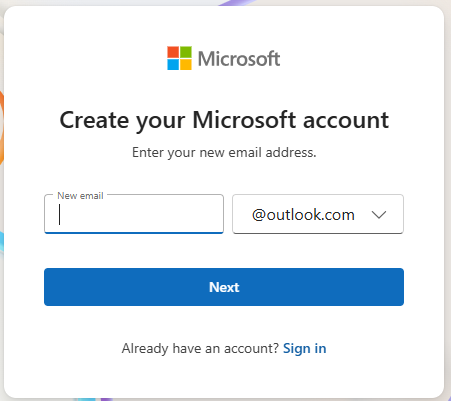 Microsoft
Create your Microsoft account
Enter your new email address.
New email
@outlook.com
Next
Already have an account? Sign in